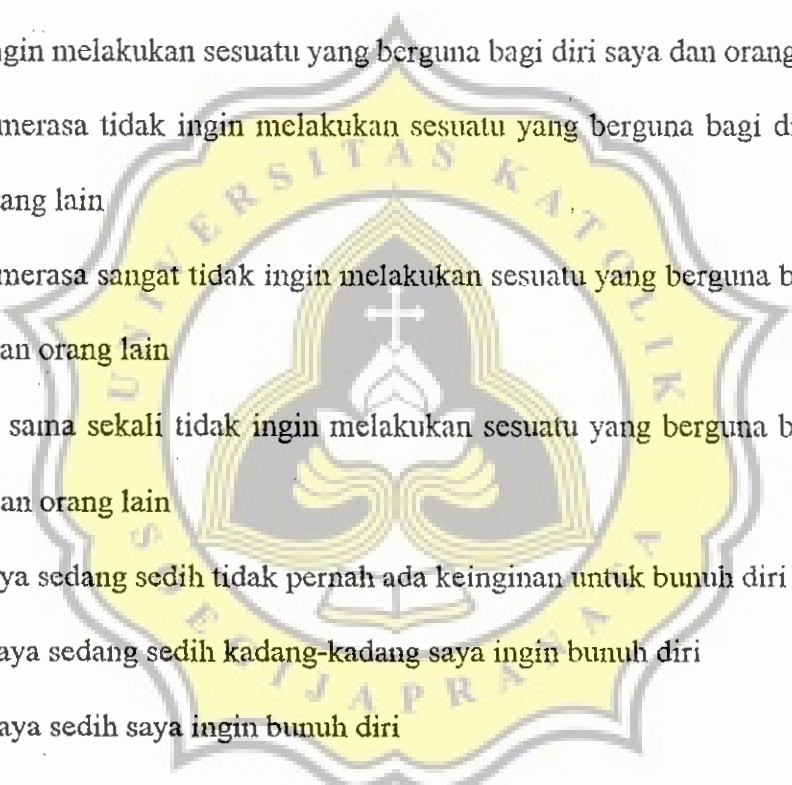 ngin melakukan sesuatu yang berguna bagi diri saya dan orang
merasa tidak ingin melakukan sesuatu yang berguna bagi di
ang lain
merasa sangat tidak ingin melakukan sesuatu yang berguna b
an orang lain
sama sekali tidak ingin melakukan sesuatu yang berguna b
an orang lain
ya sedang sedih tidak pernah ada keinginan untuk bunuh diri
aya sedang sedih kadang-kadang saya ingin bunuh diri
aya sedih saya ingin bunuh diri
UNIVERSITAS KATOLIK
SOEGIJAPRANATA